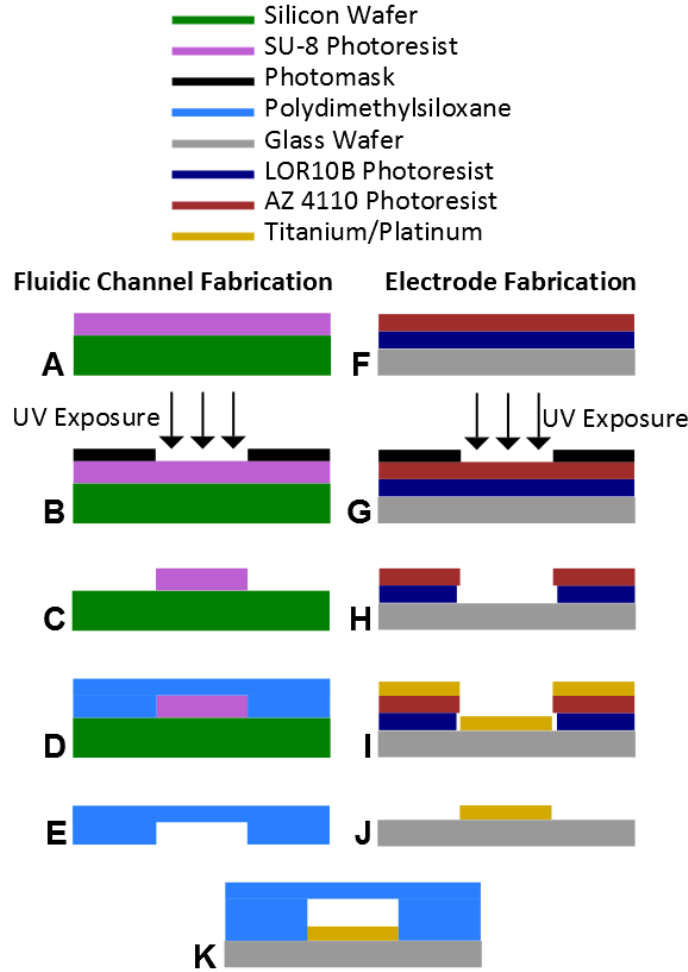 Silicon Wafer
SU-8 Photoresist
Photomask
Polydimethylsiloxane
Glass Wafer
LOR10B Photoresist
AZ 4110 Photoresist
Titanium/Platinum
Fluidic Channel Fabrication
Electrode Fabrication
A
F
UV Exposure
UV Exposure
B
G
C
H
D
I
E
J
K